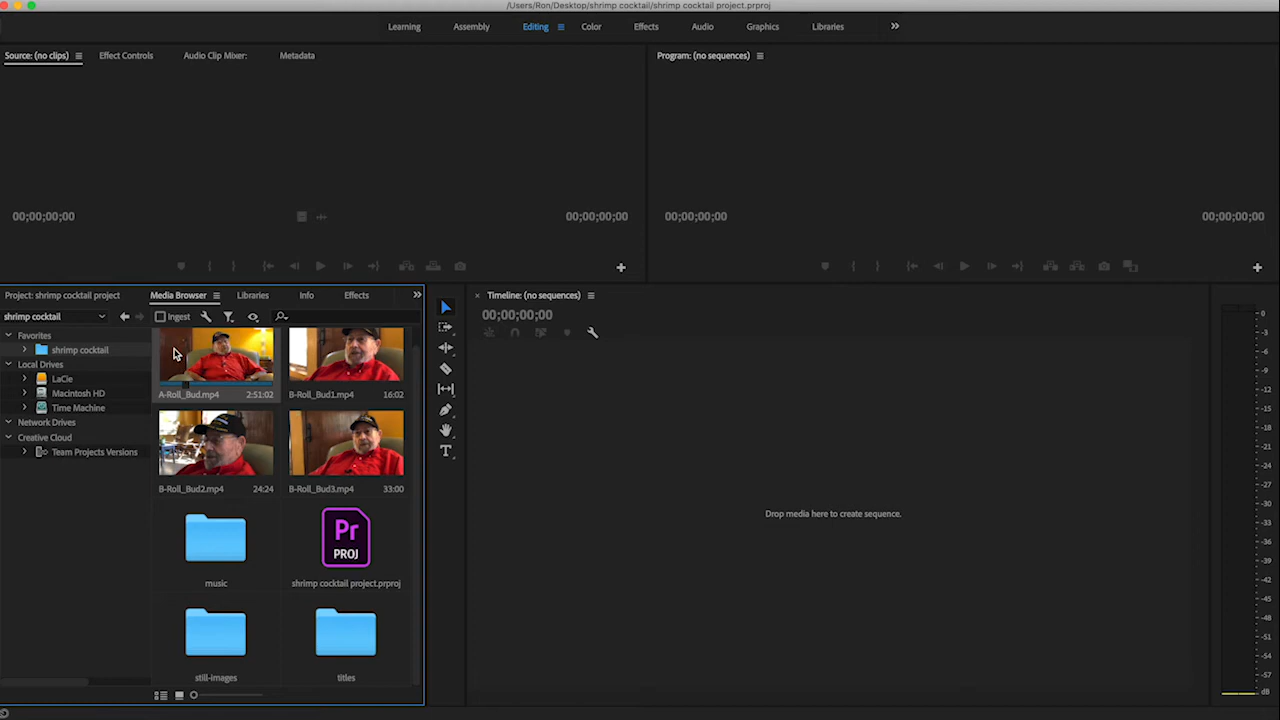 /Users/Ron/Desktop/shrimp cocktail/shrimp cocktail project.prproj
Learning Assembly Editing Color Effects Audio Graphics Libraries
Source: (no clips) Effect Controls Audio Clip Mixer: Metadata
Program: (no sequences)
00;00;00;00 00;00;00;00
00;00;00;00 00;00;00;00
Project: shrimp cocktail project Media Browser Libraries Info Effects
shrimp cocktail
Ingest
Favorites
shrimp cocktail
Local Drives
LaCie
Macintosh HD
Time Machine
Network Drives
Creative Cloud
Team Projects Versions
A-Roll_Bud.mp4 2:51:02
B-Roll_Bud1.mp4 16:02
B-Roll_Bud2.mp4 24:24
B-Roll_Bud3.mp4 33:00
Pr
PROJ
music
shrimp cocktail project.prproj
still-images
titles
T
Timeline: (no sequences)
00;00;00;00
Drop media here to create sequence.
0
-3
-6
-9
-12
-15
-18
-21
-24
-27
-30
-33
-36
-39
-42
-45
-48
-51
-54
-57
dB